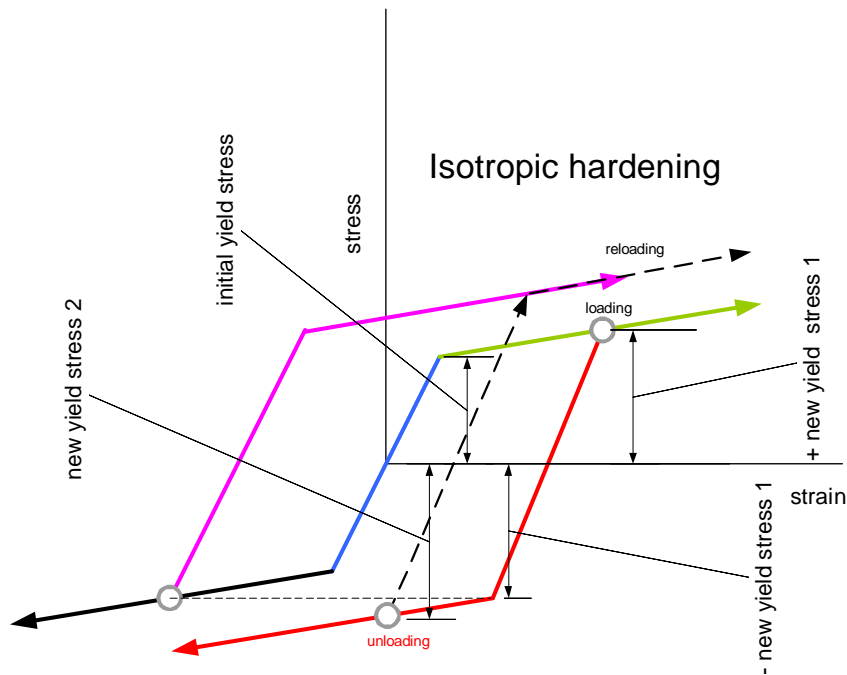 Isotropic hardening
initial yield stress
stress
reloading
new yield stress 2
loading
+ new yield stress 1
strain
- new yield stress 1
unloading